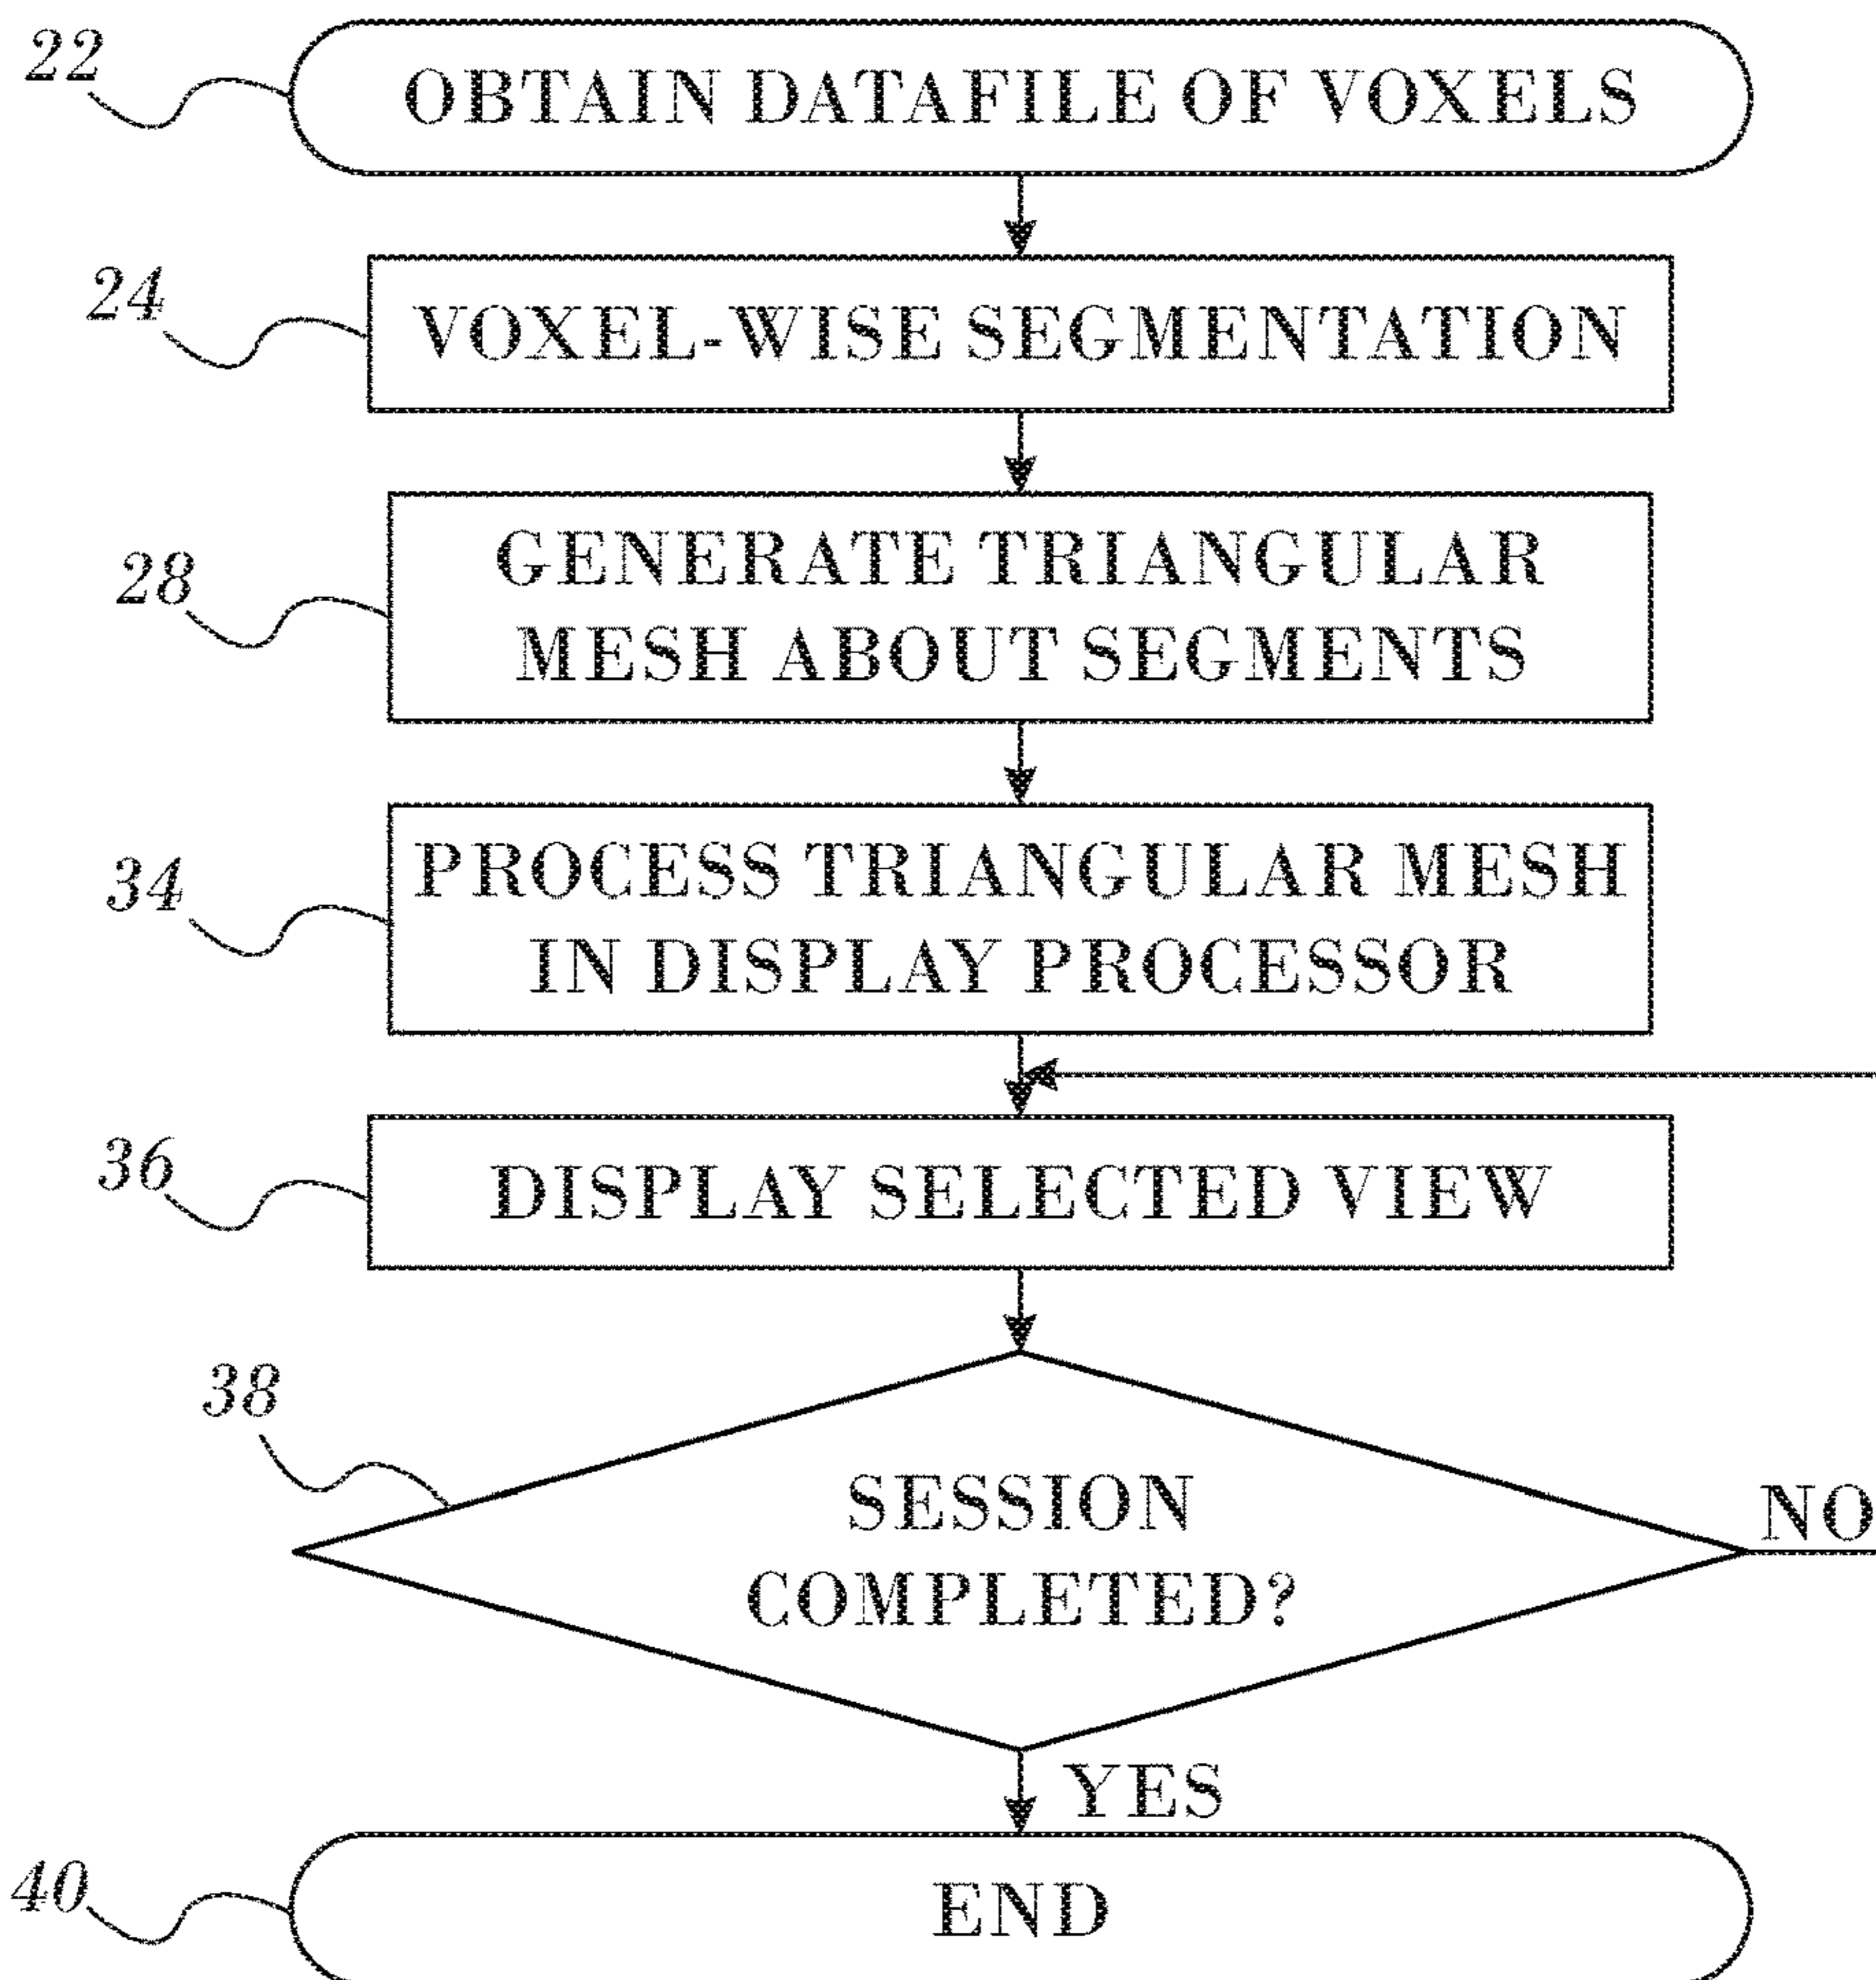 22
OBTAIN DATAFILE OF VOXELS
24
VOXEL-WISE SEGMENTATION
28
GENERATE TRIANGULAR
MESH ABOUT SEGMENTS
34
PROCESS TRIANGULAR MESH
IN DISPLAY PROCESSOR
36
DISPLAY SELECTED VIEW
38
SESSION
COMPLETED?
NO
YES
40
END